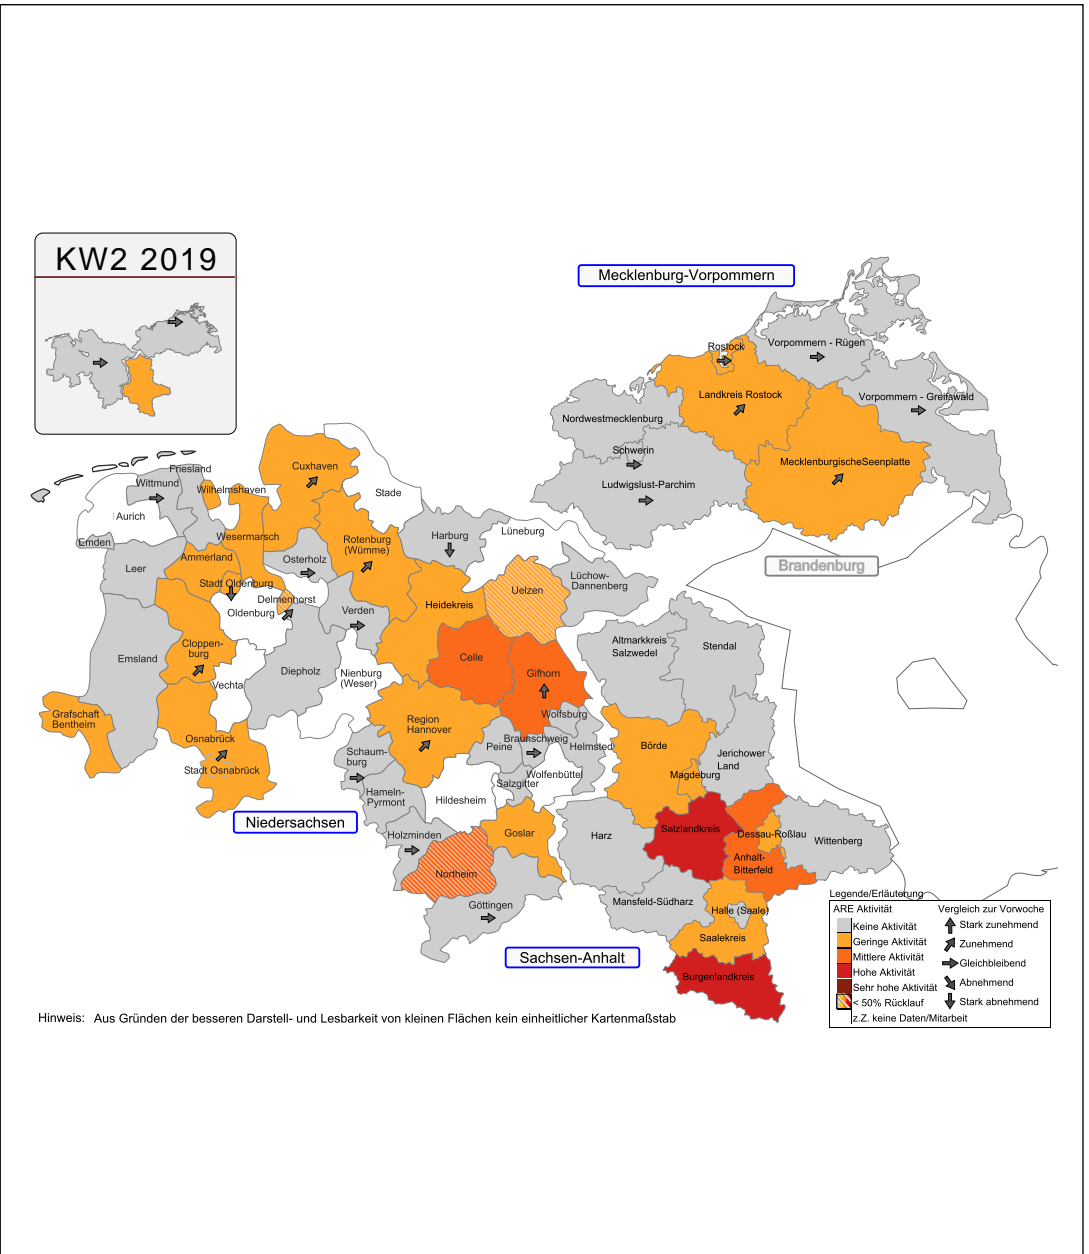 KW2 2019
Mecklenburg-Vorpommern
Rostock
Vorpommern - Rügen
Landkreis Rostock
Vorpommern - Greifswald
Nordwestmecklenburg
Schwerin
MecklenburgischeSeenplatte
Ludwigslust-Parchim
Brandenburg
Cuxhaven
Friesland
Wittmund
Wilhelmshaven
Stade
Aurich
Emden
Wesermarsch
Rotenburg
(Wümme)
Harburg
Lüneburg
Ammerland
Osterholz
Leer
Stadt Oldenburg
Delmenhorst
Oldenburg
Verden
Heidekreis
Uelzen
Lüchow-
Dannenberg
Cloppen-
burg
Emsland
Diepholz
Nienburg
(Weser)
Celle
Gifhorn
Altmarkkreis
Salzwedel
Stendal
Vechta
Grafschaft
Bentheim
Region
Hannover
Wolfsburg
Osnabrück
Stadt Osnabrück
Schaum-
burg
Peine
Braunschweig
Helmsted
Börde
Jerichower
Land
Magdeburg
Wolfenbüttel
Salzgitter
Hameln-
Pyrmont
Hildesheim
Niedersachsen
Holzminden
Goslar
Harz
Salzlandkreis
Dessau-Roßlau
Wittenberg
Anhalt-
Bitterfeld
Northeim
Göttingen
Mansfeld-Südharz
Halle (Saale)
Saalekreis
Sachsen-Anhalt
Burgenlandkreis
Legende/Erläuterung
ARE Aktivität
Vergleich zur Vorwoche
Keine Aktivität
Stark zunehmend
Geringe Aktivität
Zunehmend
Mittlere Aktivität
Gleichbleibend
Hohe Aktivität
Abnehmend
Sehr hohe Aktivität
Stark abnehmend
< 50% Rücklauf
z.Z. keine Daten/Mitarbeit
Hinweis: Aus Gründen der besseren Darstell- und Lesbarkeit von kleinen Flächen kein einheitlicher Kartenmaßstab